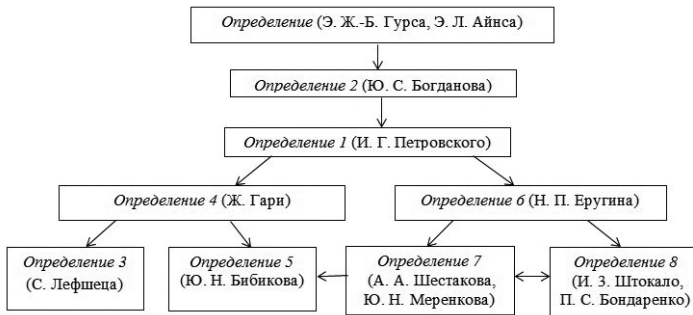 Определение (Э. Ж.-Б. Гурса, Э. Л. Айнса)
Определение 2 (Ю. С. Богданова)
Определение 1 (И. Г. Петровского)
Определение 4 (Ж. Гари)
Определение 6 (Н. П. Еругина)
Определение 3
(С. Лефшеца)
Определение 5
(Ю. Н. Бибикова)
Определение 7
(А. А. Шестакова,
Ю. Н. Меренкова)
Определение 8
(И. З. Штокало,
П. С. Бондаренко)